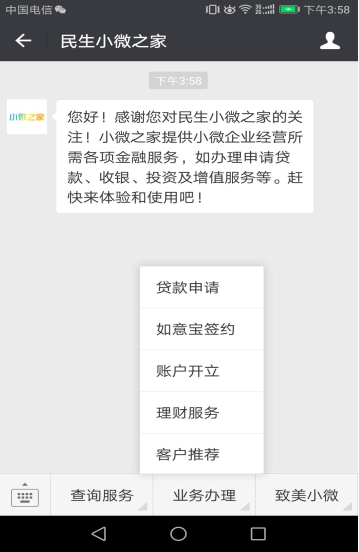 中国电信 下午3:58
民生小微之家
下午3:58
小微之家
您好！感谢您对民生小微之家的关
注！小微之家提供小微企业经营所
需各项金融服务，如办理申请贷
款、收银、投资及增值服务等。赶
快来体验和使用吧！
贷款申请
如意宝签约
账户开立
理财服务
客户推荐
查询服务 业务办理 致美小微